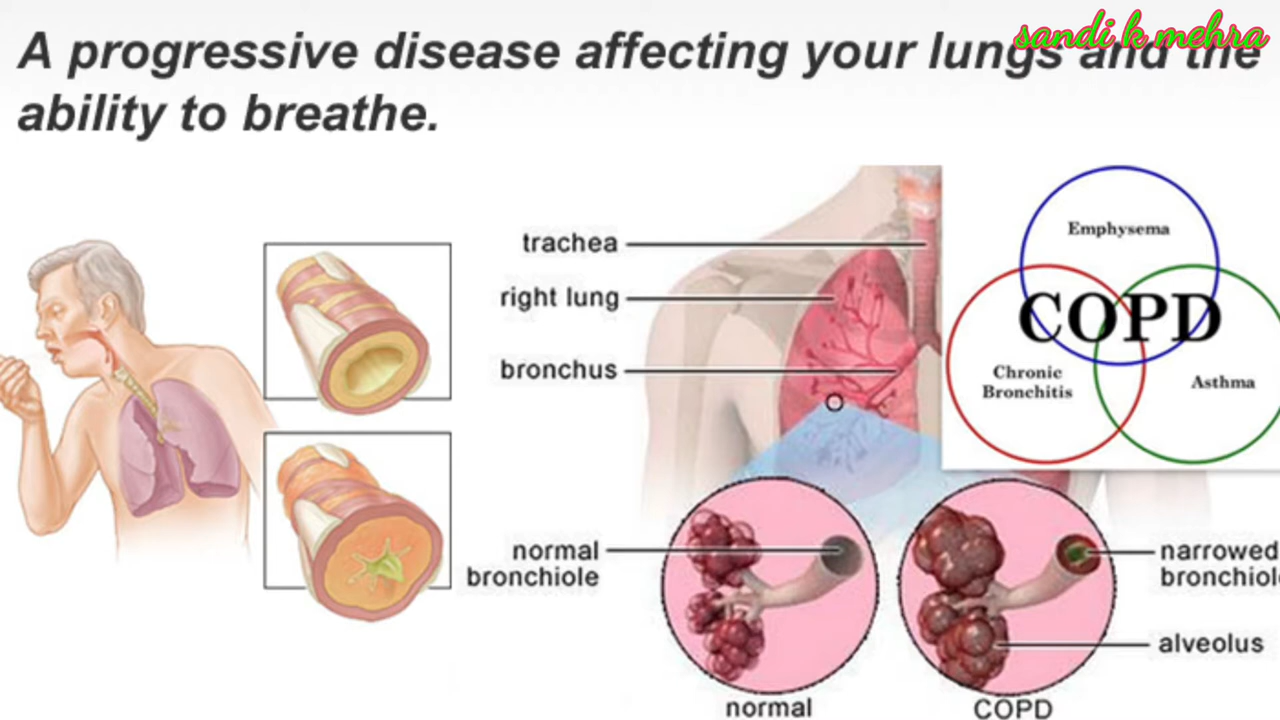 A progressive disease affecting your lungs and the
ability to breathe.
sandi k mehra
trachea
right lung
bronchus
Emphysema
COPD
Chronic
Bronchitis
Asthma
normal
bronchiole
narrowed
bronchiol
alveolus
normal
COPD